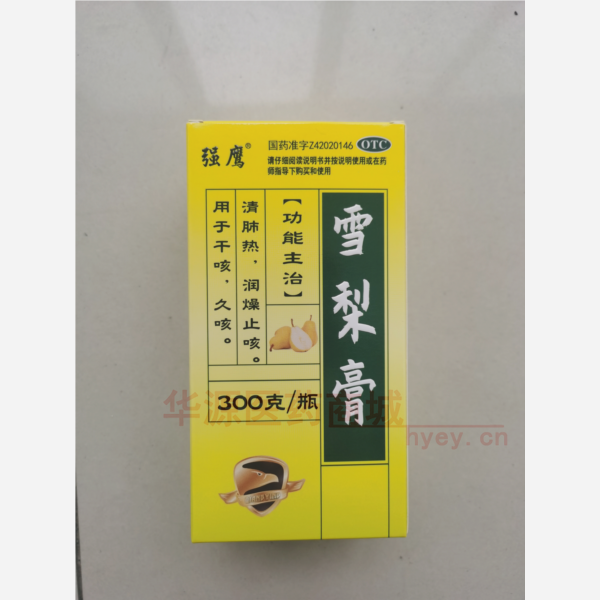 强鹰®
国药准字Z42020146 OTC
请仔细阅读说明书并按说明使用或在药
师指导下购买和使用
雪梨膏
【功能主治】
清肺热，润燥止咳。
用于干咳，久咳。
300克/瓶
华源医药商城
hyey.cn